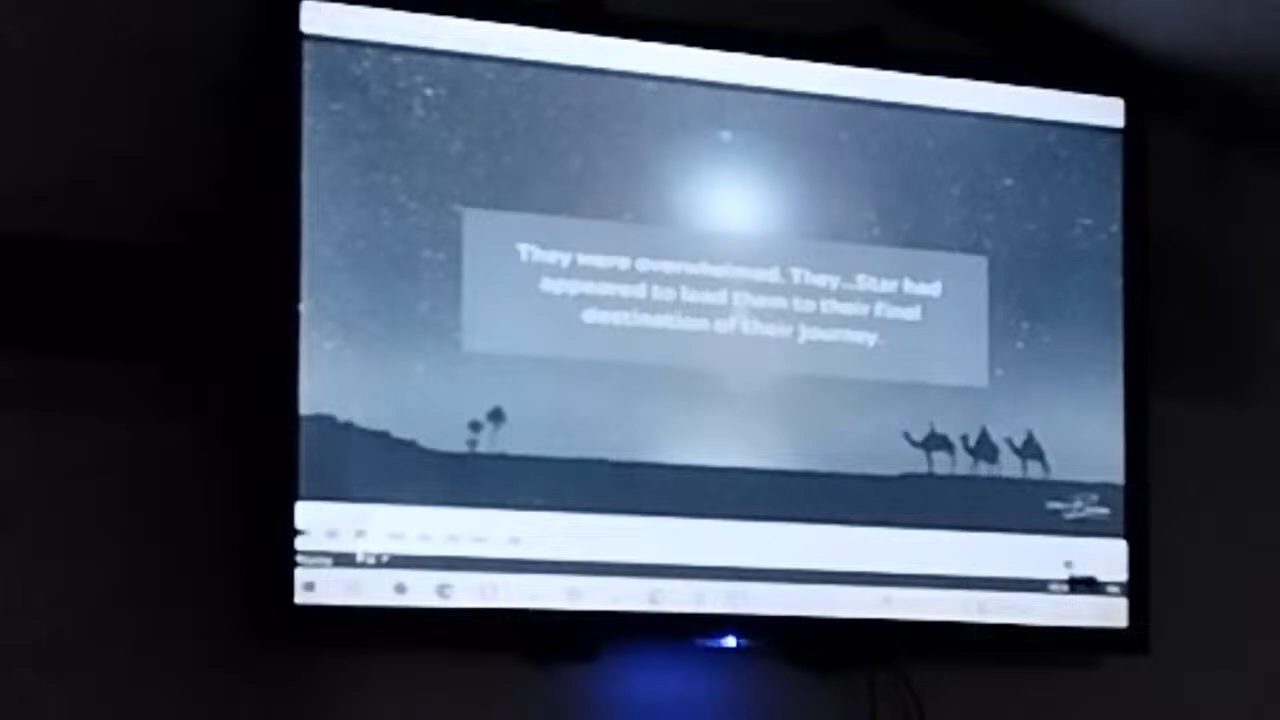 They were overwhelmed. They...Star had
appeared to lead them to their final
destination of their journey.